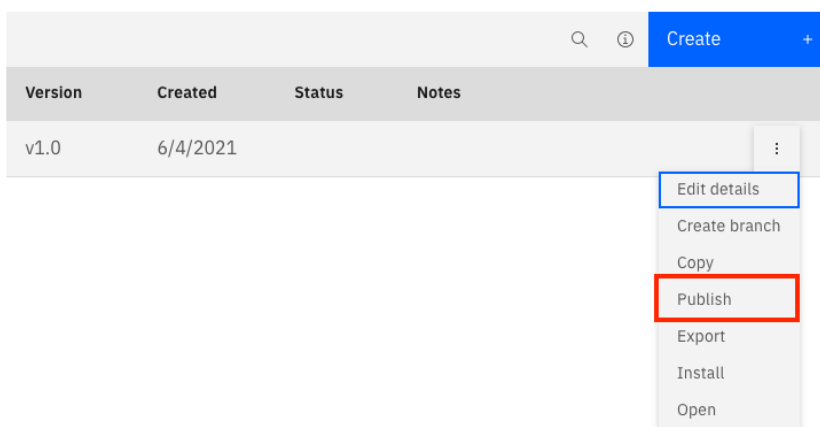 Create +
Version Created Status Notes
v1.0 6/4/2021
Edit details
Create branch
Copy
Publish
Export
Install
Open